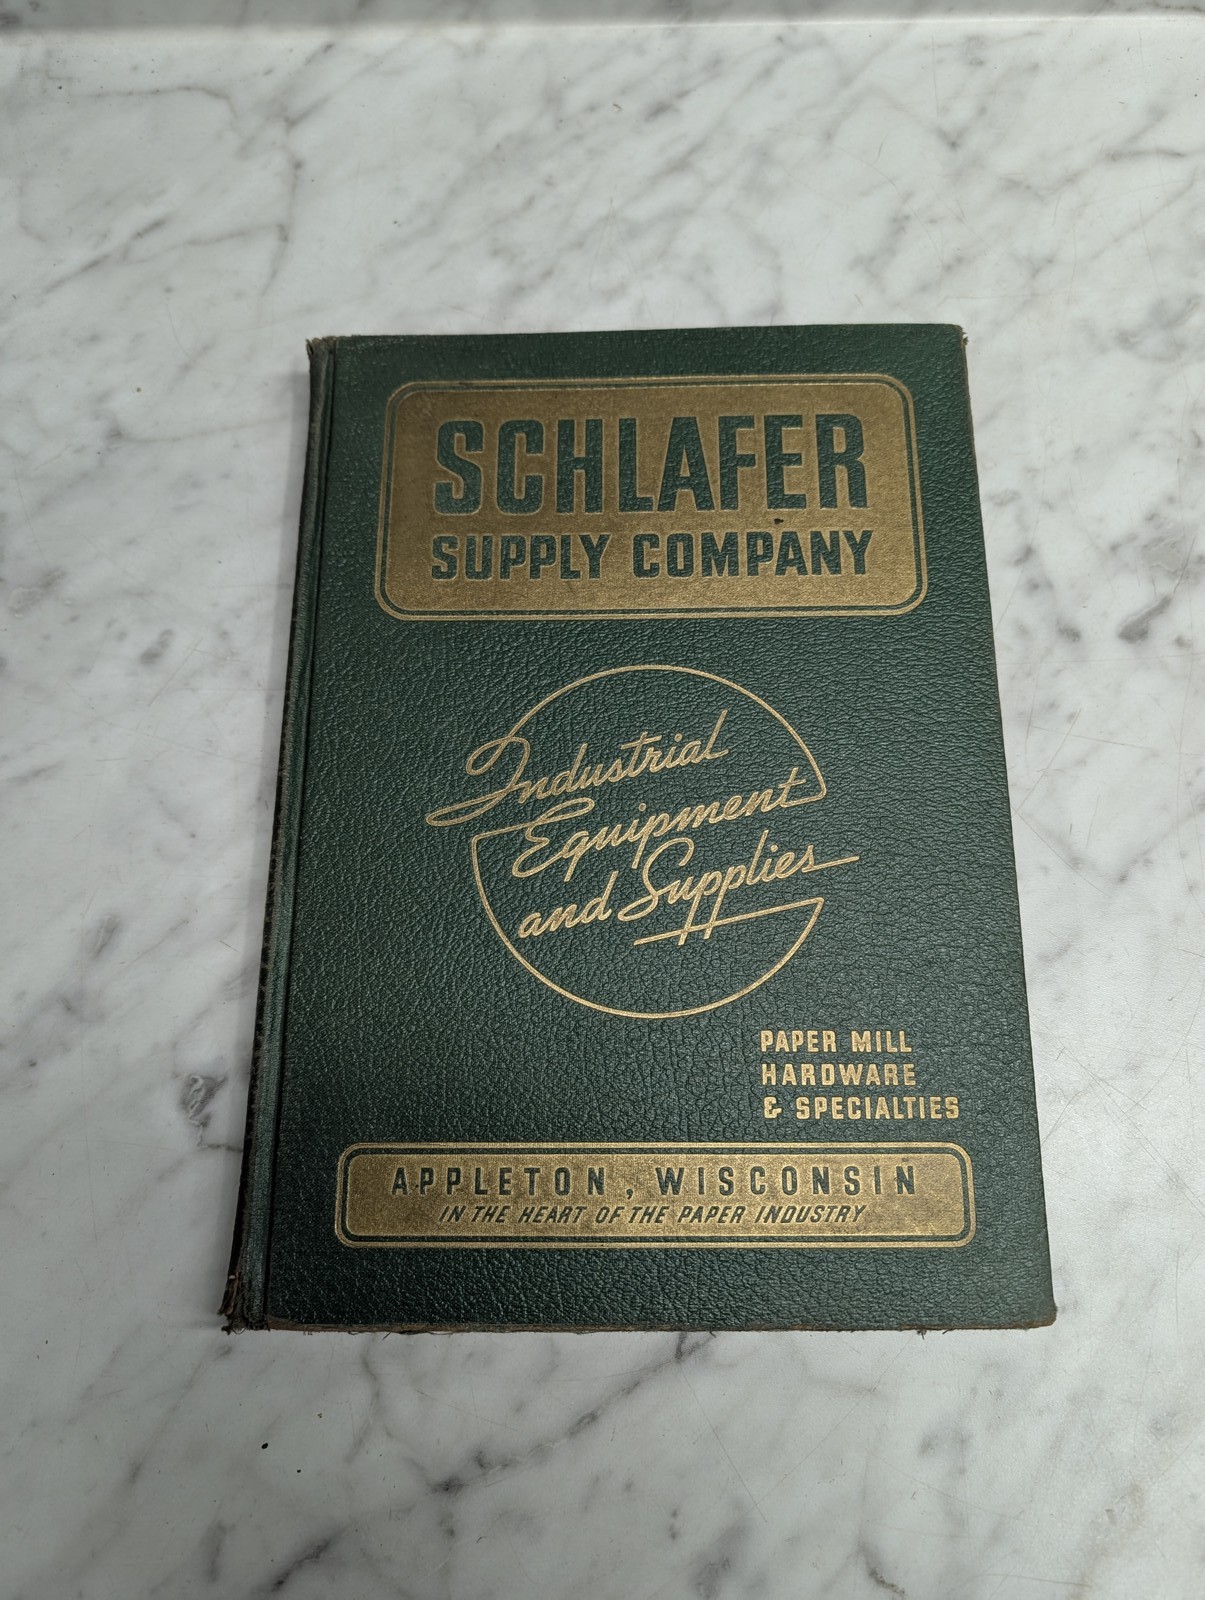 SCHLAFER
SUPPLY COMPANY
Industrial
Equipment
and Supplies
PAPER MILL
HARDWARE
& SPECIALTIES
APPLETON, WISCONSIN
IN THE HEART OF THE PAPER INDUSTRY